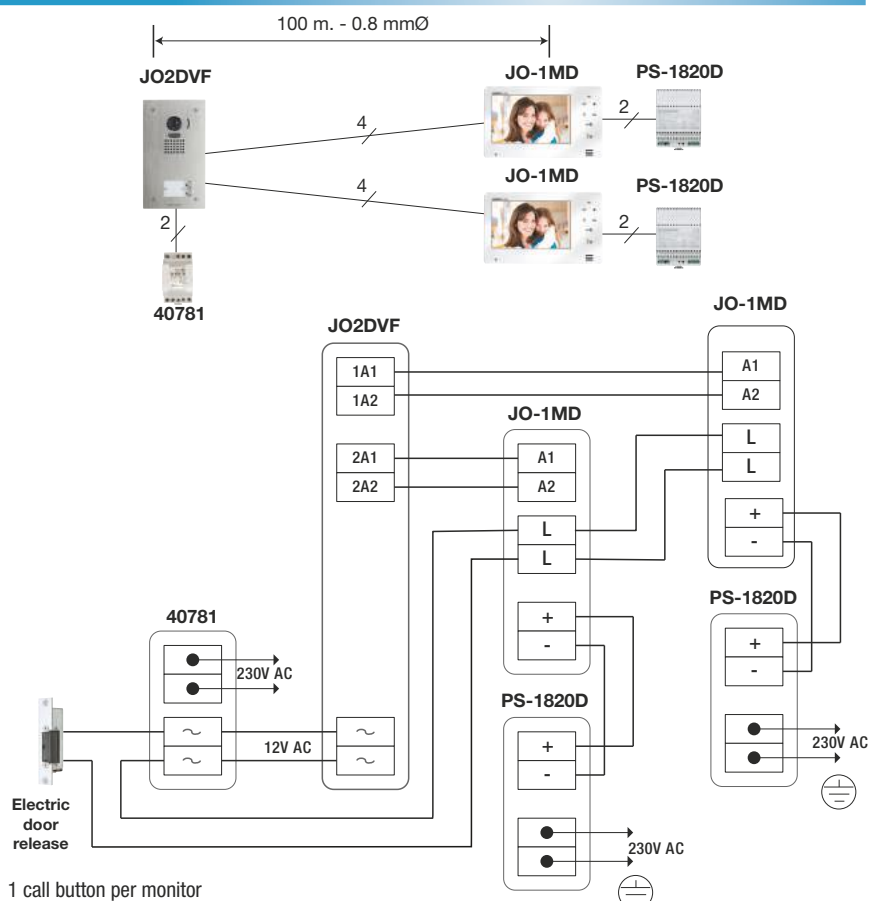 100 m. - 0.8 mmØ
JO2DVF
JO-1MD
PS-1820D
4
2
JO-1MD
PS-1820D
4
2
2
40781
JO2DVF
JO-1MD
1A1
1A2
A1
A2
JO-1MD
2A1
2A2
A1
A2
L
L
L
L
+
-
40781
PS-1820D
230V AC
+
-
+
-
PS-1820D
~
~
12V AC
~
~
+
-
230V AC
Electric
door
release
230V AC
1 call button per monitor